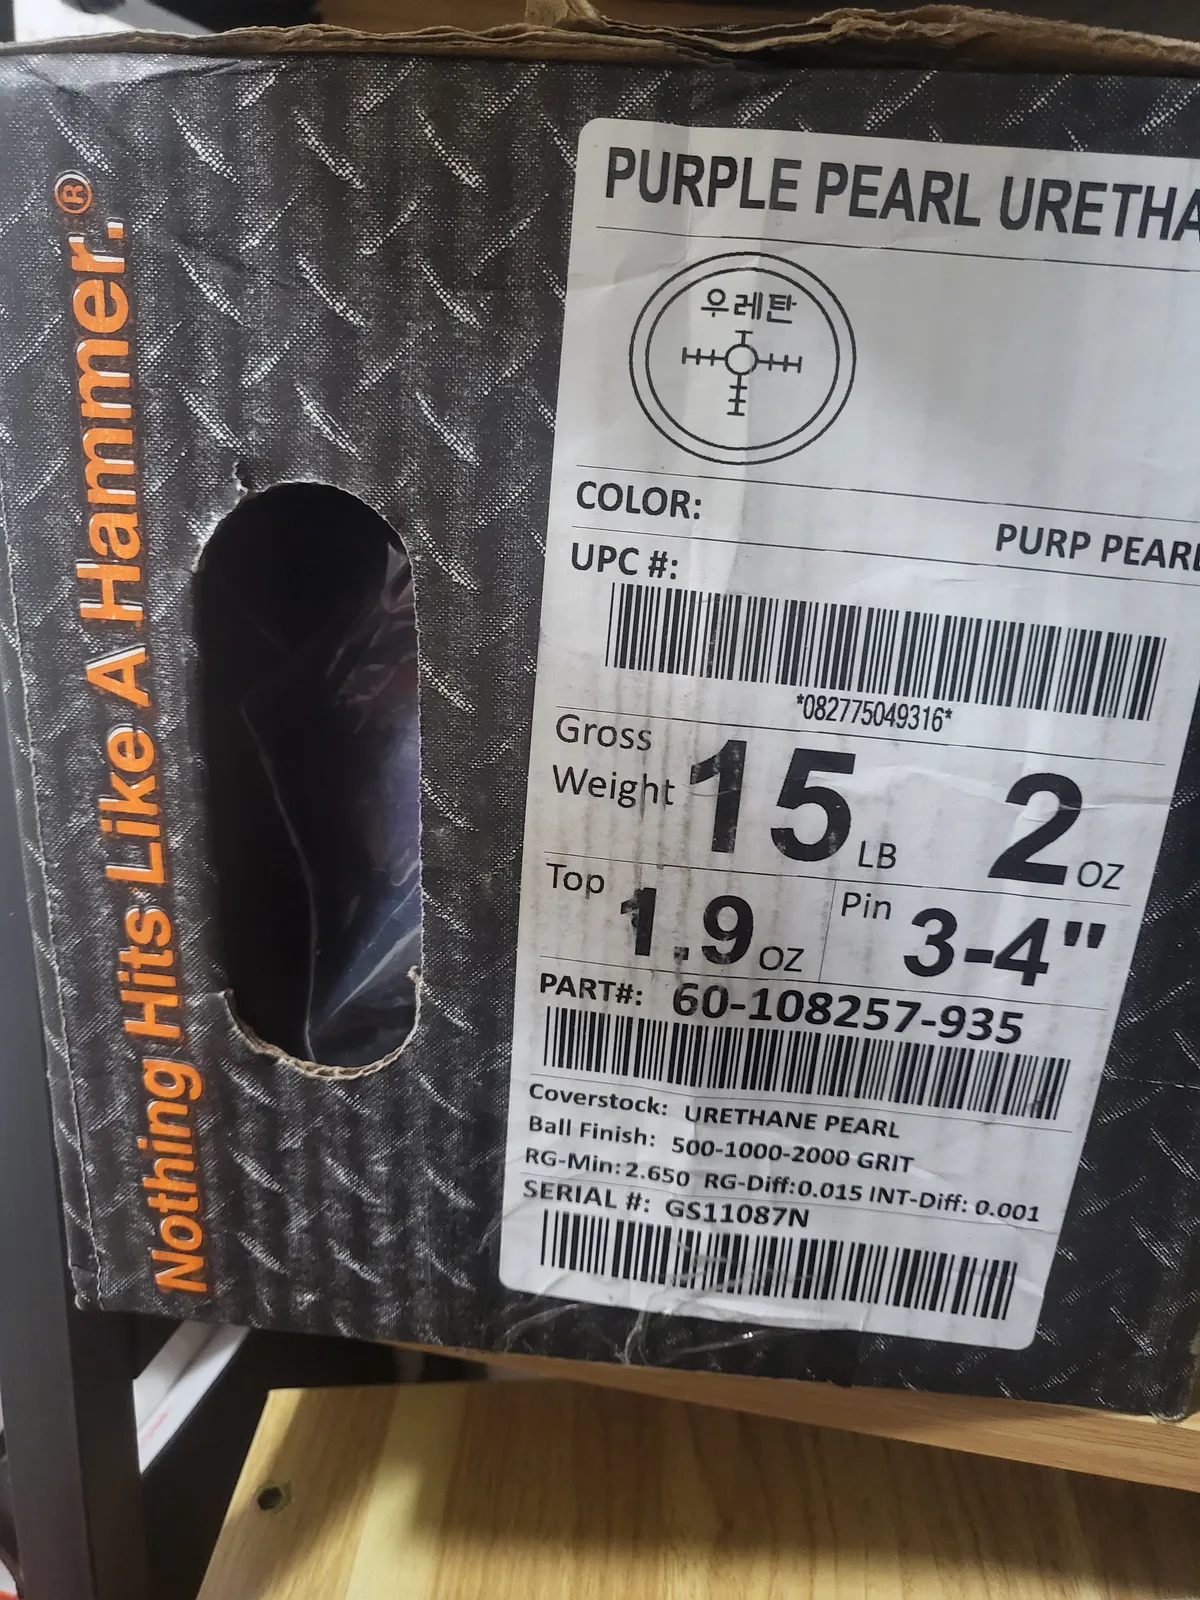 Nothing Hits Like A Hammer.®
PURPLE PEARL URETHA
우레탄
COLOR:
PURP PEARL
UPC #:
*082775049316*
Gross Weight 15 LB 2 OZ
Top 1.9 OZ Pin 3-4"
PART#: 60-108257-935
Coverstock: URETHANE PEARL
Ball Finish: 500-1000-2000 GRIT
RG-Min: 2.650 RG-Diff:0.015 INT-Diff: 0.001
SERIAL #: GS11087N